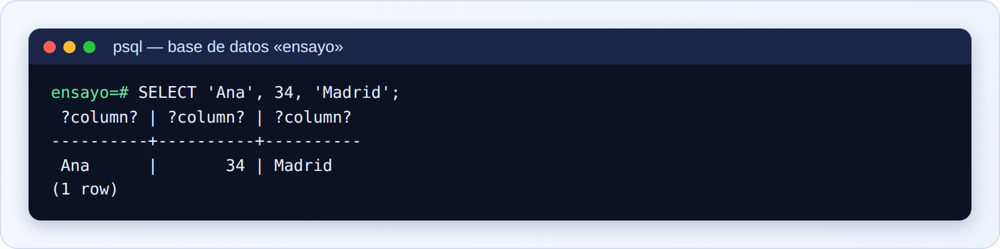 psql — base de datos «ensayo»
ensayo=# SELECT 'Ana', 34, 'Madrid';
 ?column? | ?column? | ?column?
----------+----------+----------
 Ana      |       34 | Madrid
(1 row)